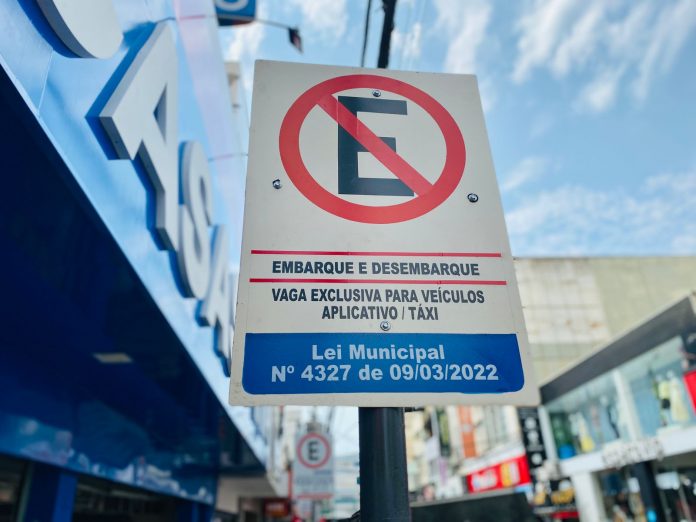 E
EMBARQUE E DESEMBARQUE
VAGA EXCLUSIVA PARA VEÍCULOS
APLICATIVO / TÁXI
Lei Municipal
Nº 4327 de 09/03/2022
E